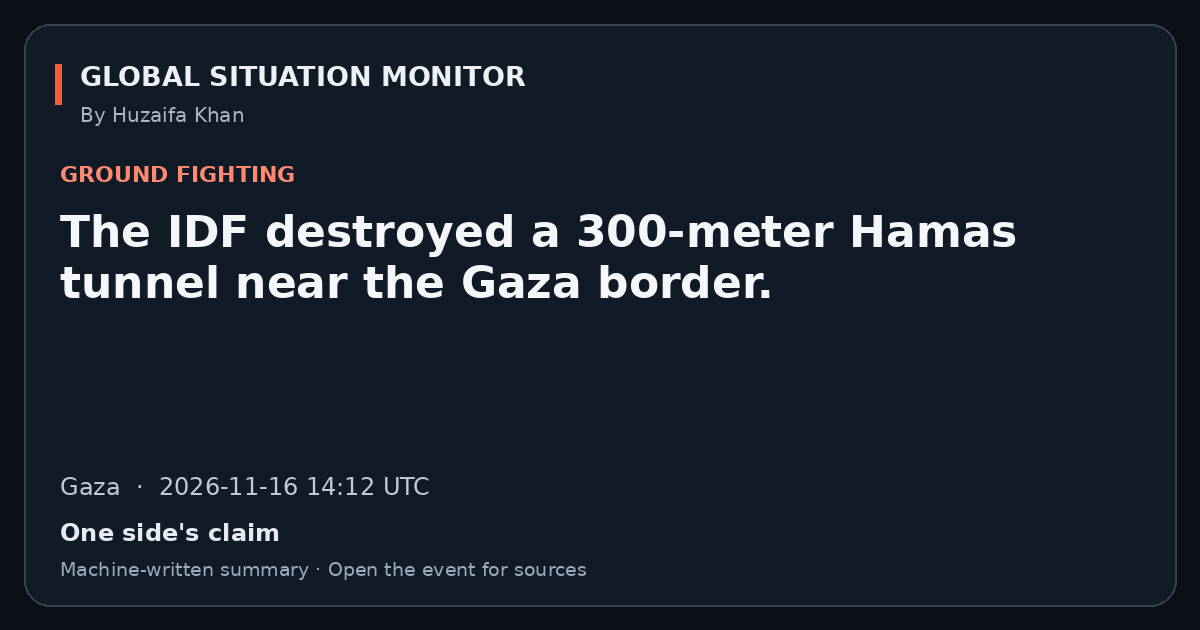 GLOBAL SITUATION MONITOR
By Huzaifa Khan
GROUND FIGHTING
The IDF destroyed a 300-meter Hamas
tunnel near the Gaza border.
Gaza · 2026-11-16 14:12 UTC
One side's claim
Machine-written summary · Open the event for sources